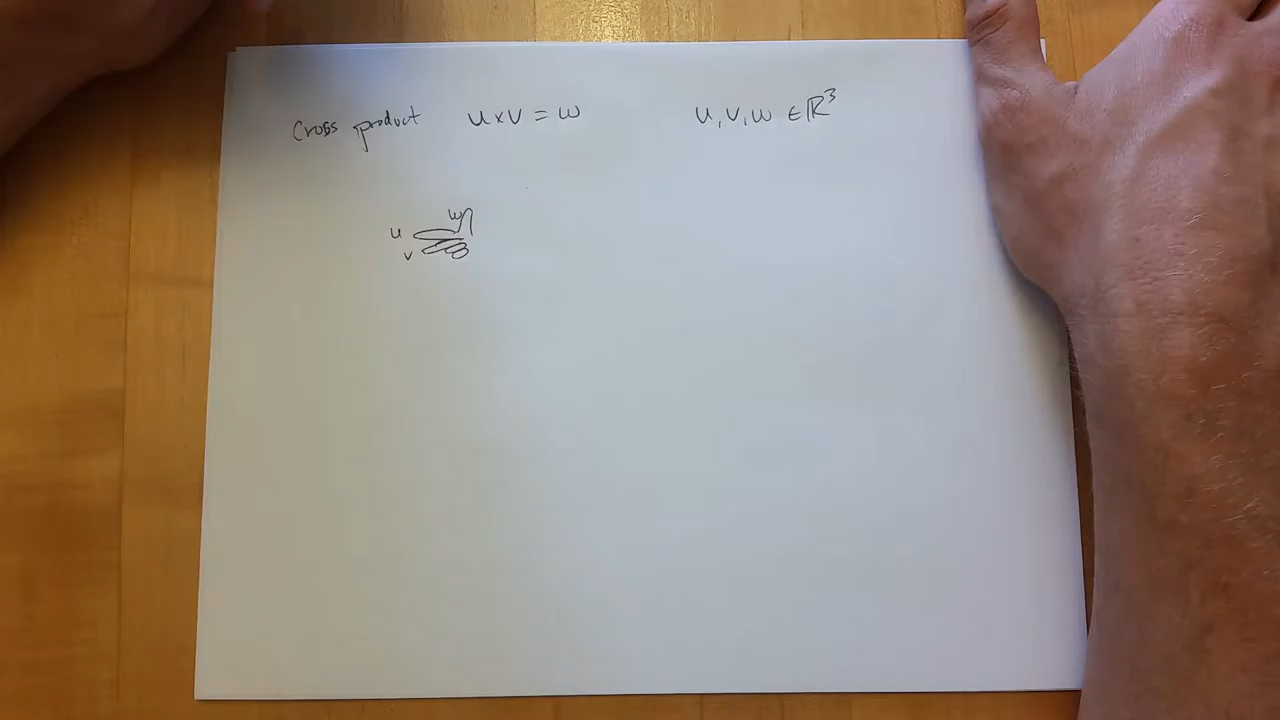 Cross product u×v = w u,v,w ∈ ℝ³
w
u
v